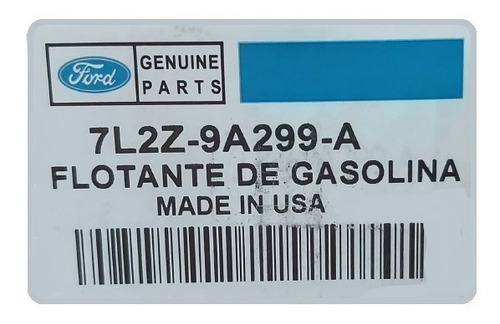 Ford
GENUINE
PARTS
7L2Z-9A299-A
FLOTANTE DE GASOLINA
MADE IN USA